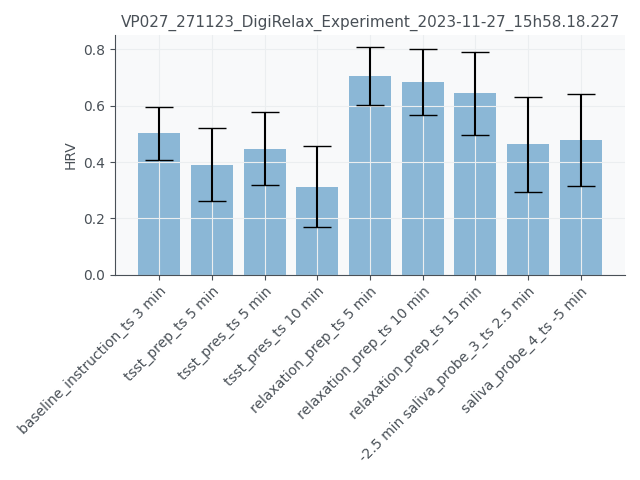 VP027_271123_DigiRelax_Experiment_2023-11-27_15h58.18.227
HRV
0.8
0.6
0.4
0.2
0.0
baseline_instruction_ts 3 min
tsst_prep_ts 5 min
tsst_pres_ts 5 min
tsst_pres_ts 10 min
relaxation_prep_ts 5 min
relaxation_prep_ts 10 min
relaxation_prep_ts 15 min
-2.5 min saliva_probe_3_ts 2.5 min
saliva_probe_4_ts -5 min